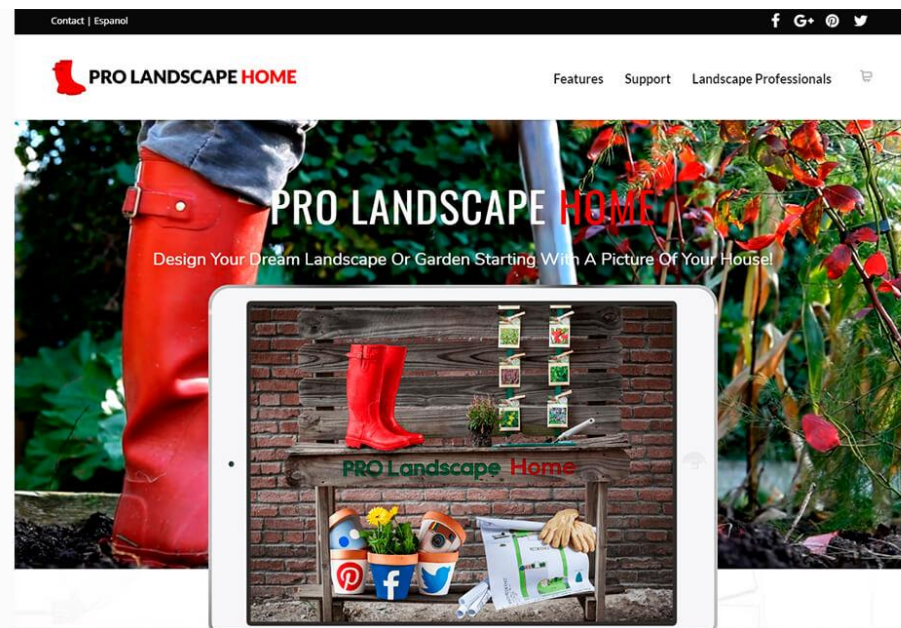 Contact | Espanol
PRO LANDSCAPE HOME
Features Support Landscape Professionals
PRO LANDSCAPE HOME
Design Your Dream Landscape Or Garden Starting With A Picture Of Your House!
PRO Landscape Home